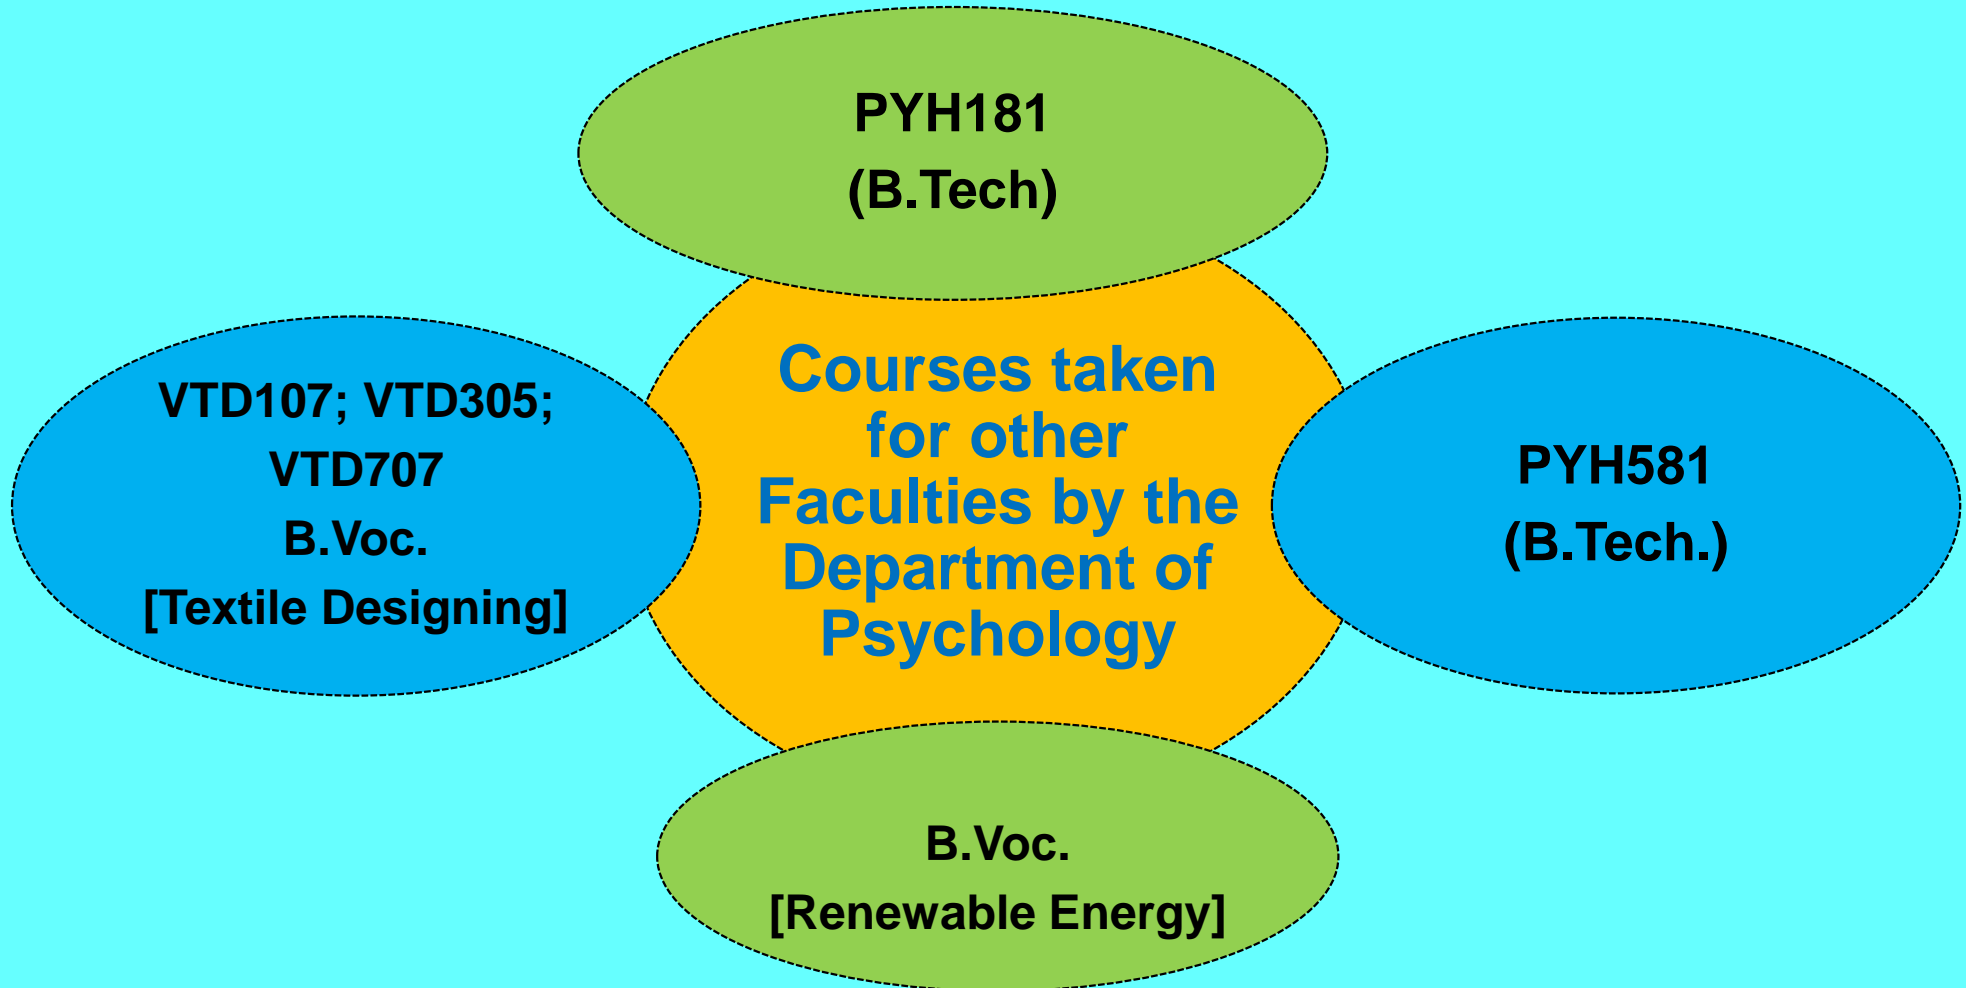 PYH181
(B.Tech)
Courses taken
for other
Faculties by the
Department of
Psychology
VTD107; VTD305;
VTD707
B.Voc.
[Textile Designing]
PYH581
(B.Tech.)
B.Voc.
[Renewable Energy]